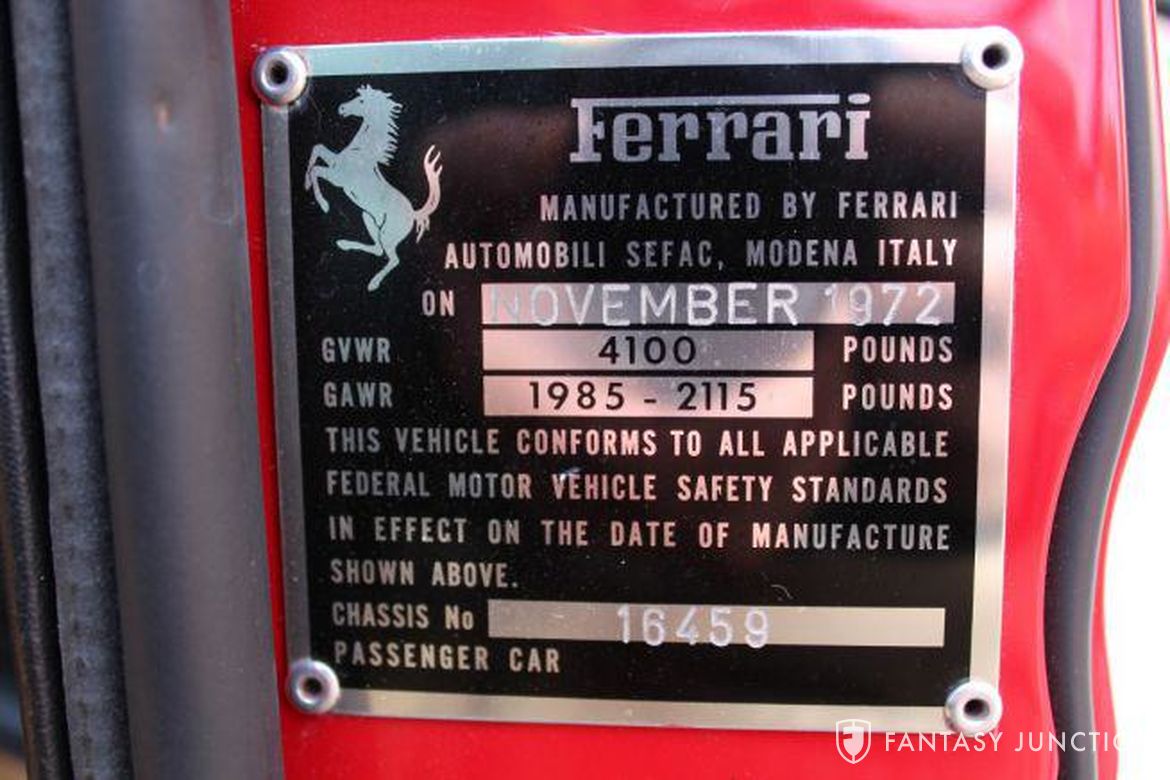 Ferrari
MANUFACTURED BY FERRARI
AUTOMOBILI SEFAC, MODENA ITALY
ON NOVEMBER 1972
GVWR 4100 POUNDS
GAWR 1985 - 2115 POUNDS
THIS VEHICLE CONFORMS TO ALL APPLICABLE
FEDERAL MOTOR VEHICLE SAFETY STANDARDS
IN EFFECT ON THE DATE OF MANUFACTURE
SHOWN ABOVE.
CHASSIS No 16459
PASSENGER CAR
FANTASY JUNCTIO